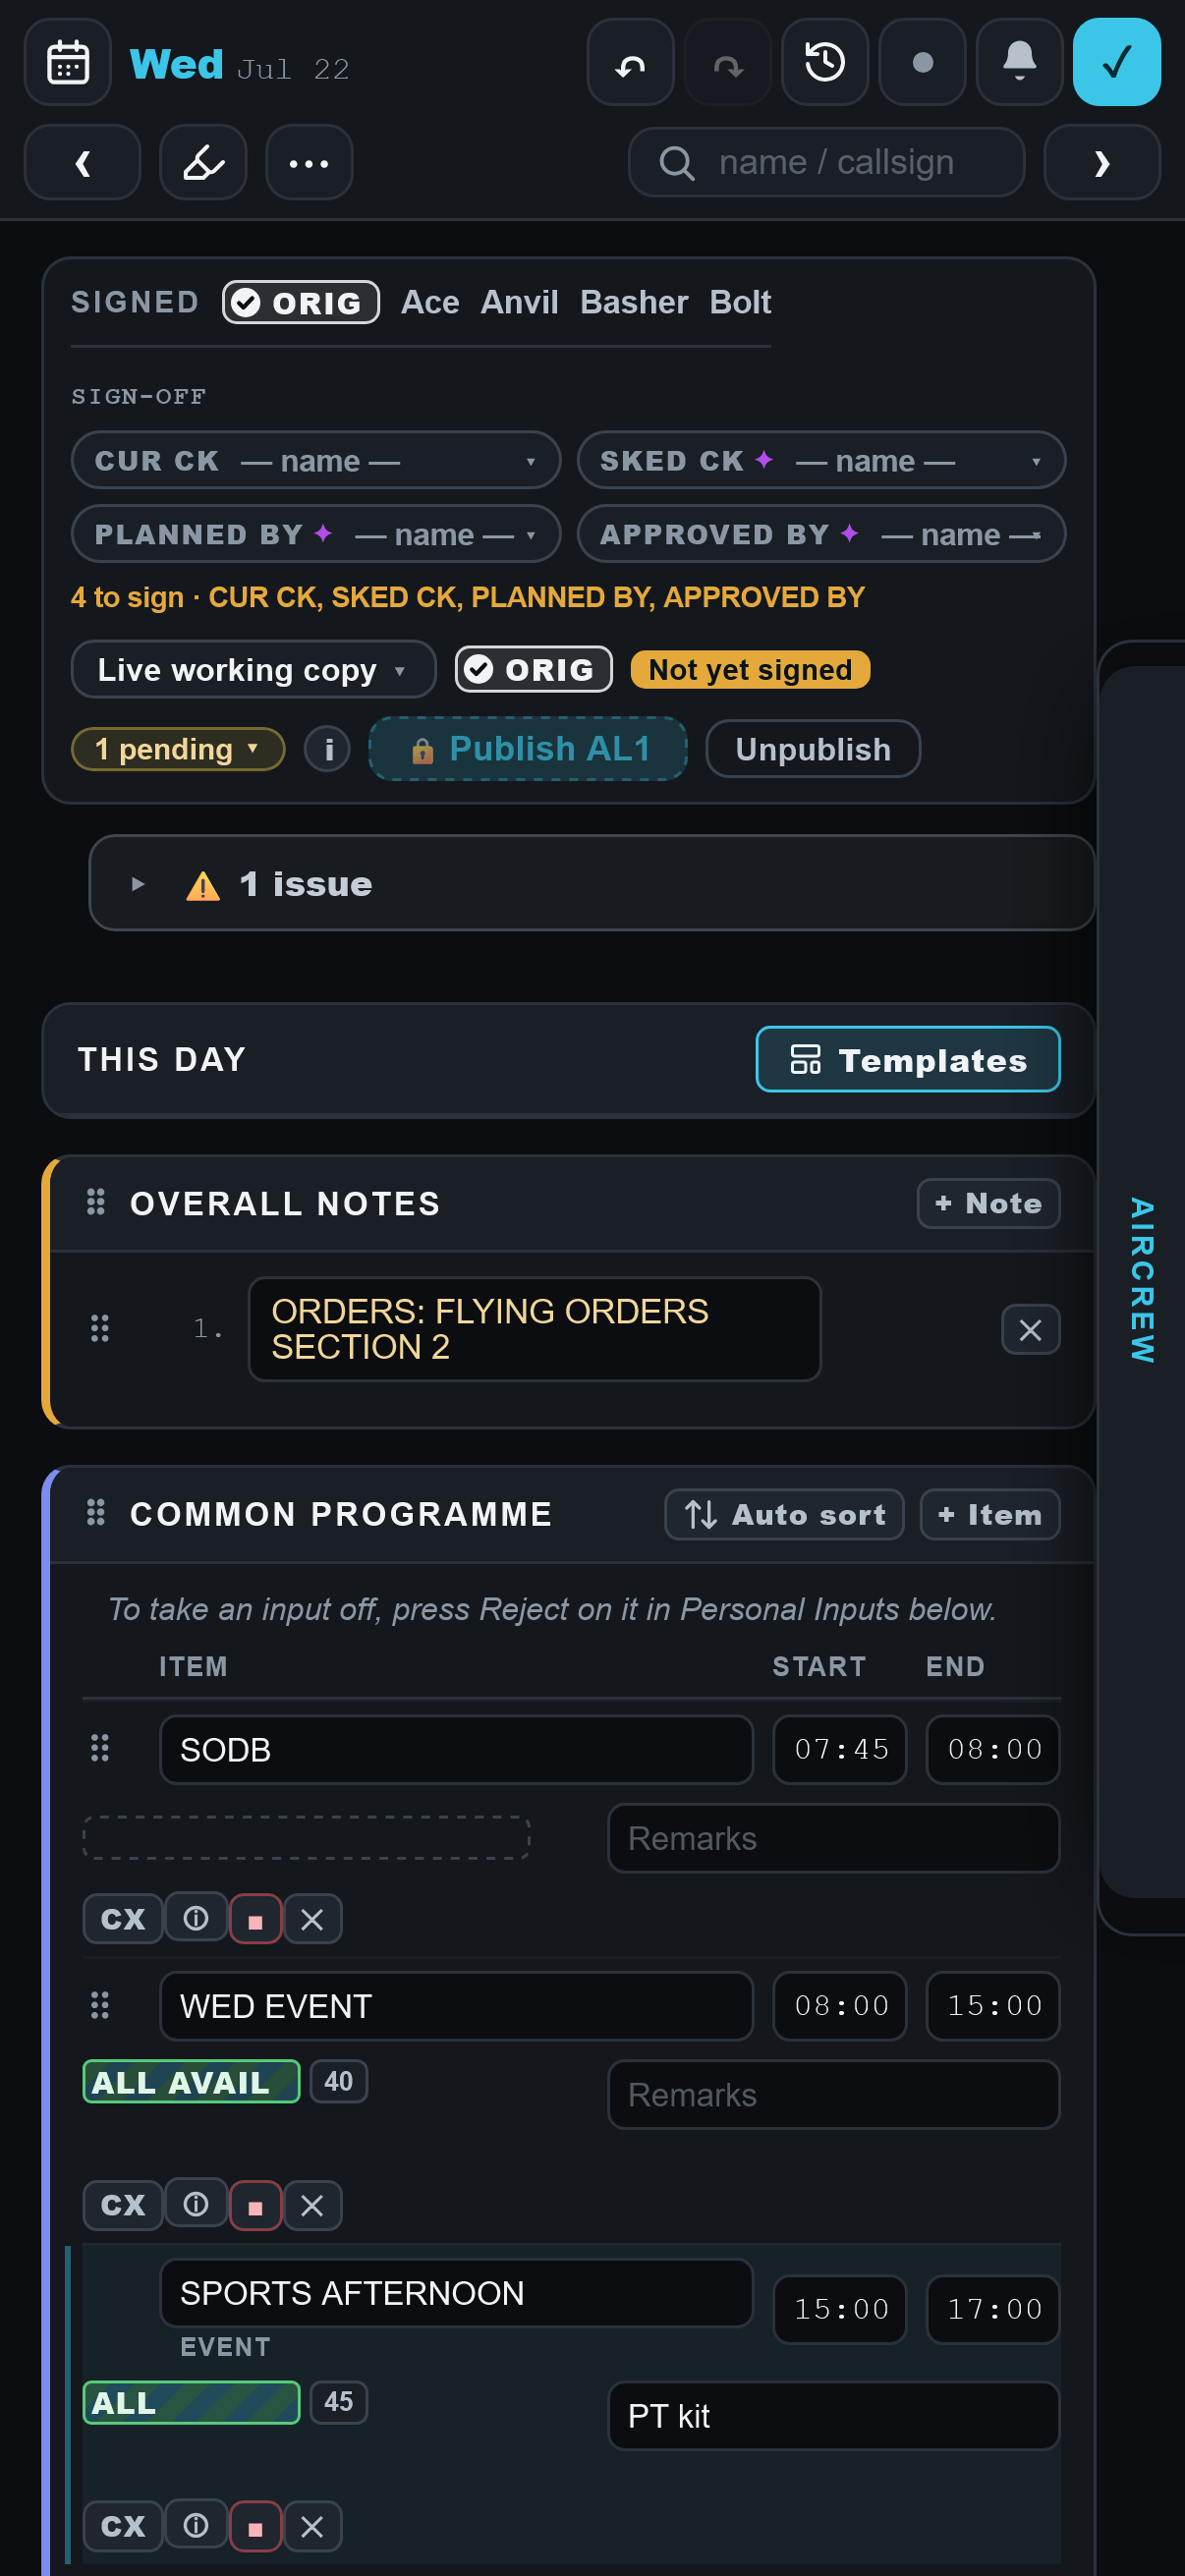 Wed Jul 22
name / callsign
SIGNED ORIG Ace Anvil Basher Bolt
SIGN-OFF
CUR CK — name —
SKED CK ✦ — name —
PLANNED BY ✦ — name —
APPROVED BY ✦ — name —
4 to sign · CUR CK, SKED CK, PLANNED BY, APPROVED BY
Live working copy ORIG Not yet signed
1 pending i Publish AL1 Unpublish
1 issue
THIS DAY Templates
AIRCREW
OVERALL NOTES + Note
1. ORDERS: FLYING ORDERS
SECTION 2
COMMON PROGRAMME Auto sort + Item
To take an input off, press Reject on it in Personal Inputs below.
ITEM START END
SODB 07:45 08:00
Remarks
CX
WED EVENT 08:00 15:00
ALL AVAIL 40 Remarks
CX
SPORTS AFTERNOON 15:00 17:00
EVENT
ALL 45 PT kit
CX